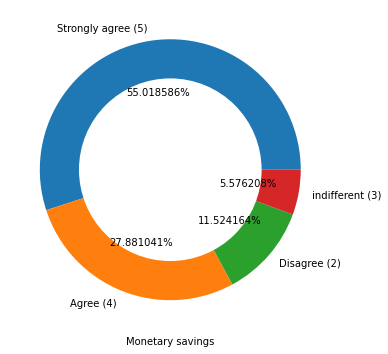 Strongly agree (5)
55.018586%
5.576208%
indifferent (3)
11.524164%
27.881041%
Disagree (2)
Agree (4)
Monetary savings